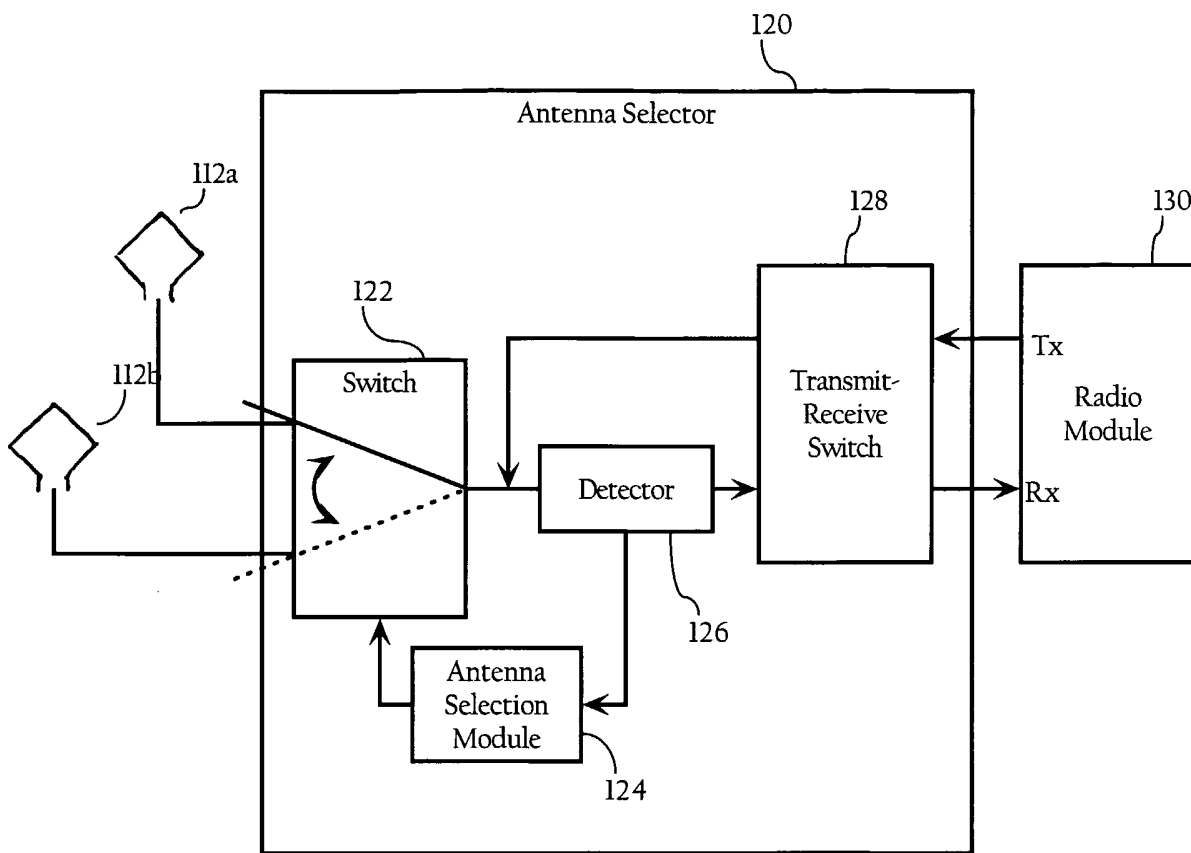 120
Antenna Selector
112a
128
130
122
112b
Switch
Tx
Transmit-
Receive
Switch
Radio
Module
Detector
Rx
126
Antenna
Selection
Module
124